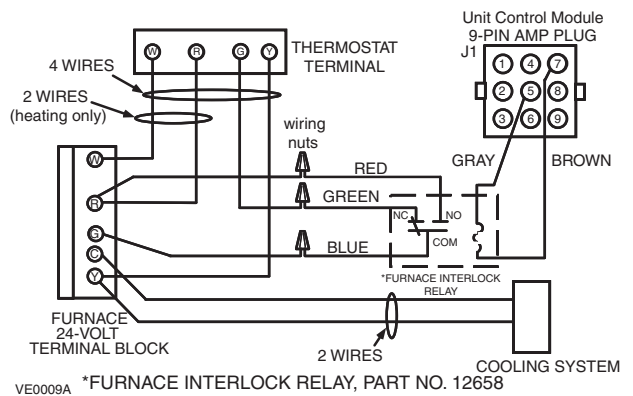 Unit Control Module
9-PIN AMP PLUG
J1
1 4 7
2 5 8
3 6 9
W R G Y
THERMOSTAT
TERMINAL
4 WIRES
2 WIRES
(heating only)
wiring
nuts
GRAY
BROWN
W
R
G
C
Y
RED
GREEN
BLUE
NC
NO
COM
*FURNACE INTERLOCK
RELAY
FURNACE
24-VOLT
TERMINAL BLOCK
2 WIRES
COOLING SYSTEM
VE0009A
*FURNACE INTERLOCK RELAY, PART NO. 12658